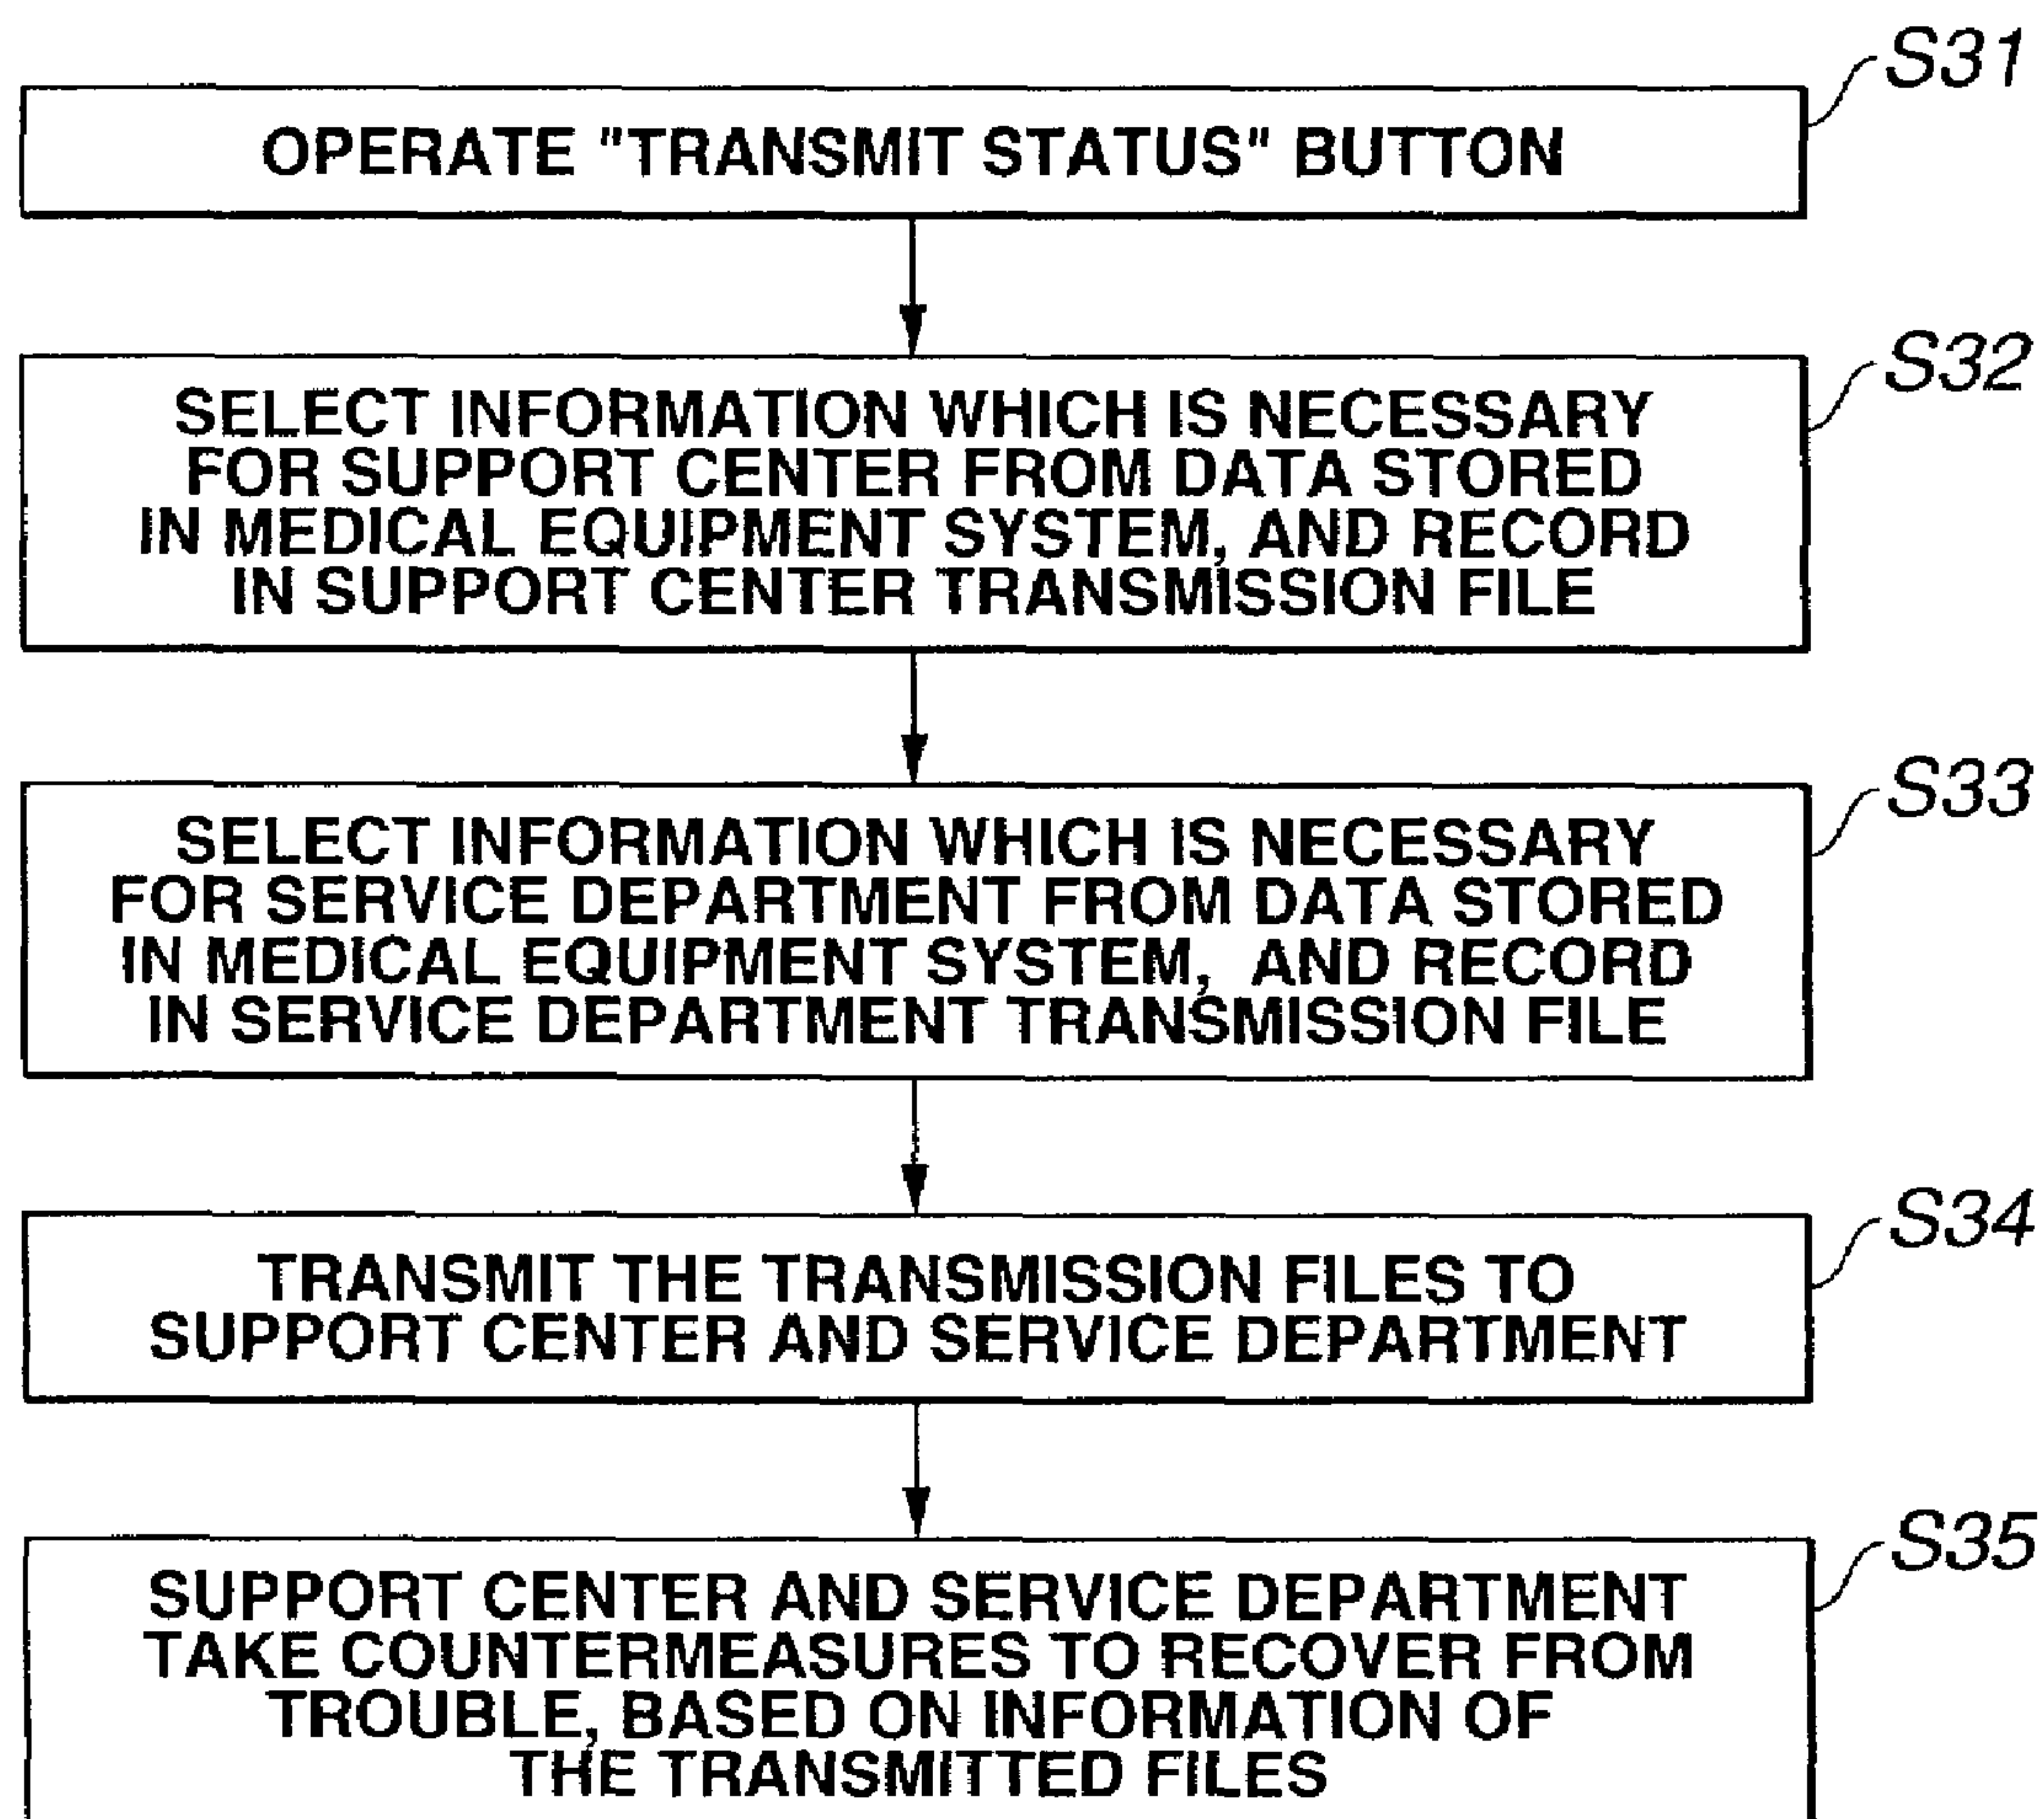 S31
OPERATE "TRANSMIT STATUS" BUTTON
S32
SELECT INFORMATION WHICH IS NECESSARY
FOR SUPPORT CENTER FROM DATA STORED
IN MEDICAL EQUIPMENT SYSTEM, AND RECORD
IN SUPPORT CENTER TRANSMISSION FILE
S33
SELECT INFORMATION WHICH IS NECESSARY
FOR SERVICE DEPARTMENT FROM DATA STORED
IN MEDICAL EQUIPMENT SYSTEM, AND RECORD
IN SERVICE DEPARTMENT TRANSMISSION FILE
S34
TRANSMIT THE TRANSMISSION FILES TO
SUPPORT CENTER AND SERVICE DEPARTMENT
S35
SUPPORT CENTER AND SERVICE DEPARTMENT
TAKE COUNTERMEASURES TO RECOVER FROM
TROUBLE, BASED ON INFORMATION OF
THE TRANSMITTED FILES